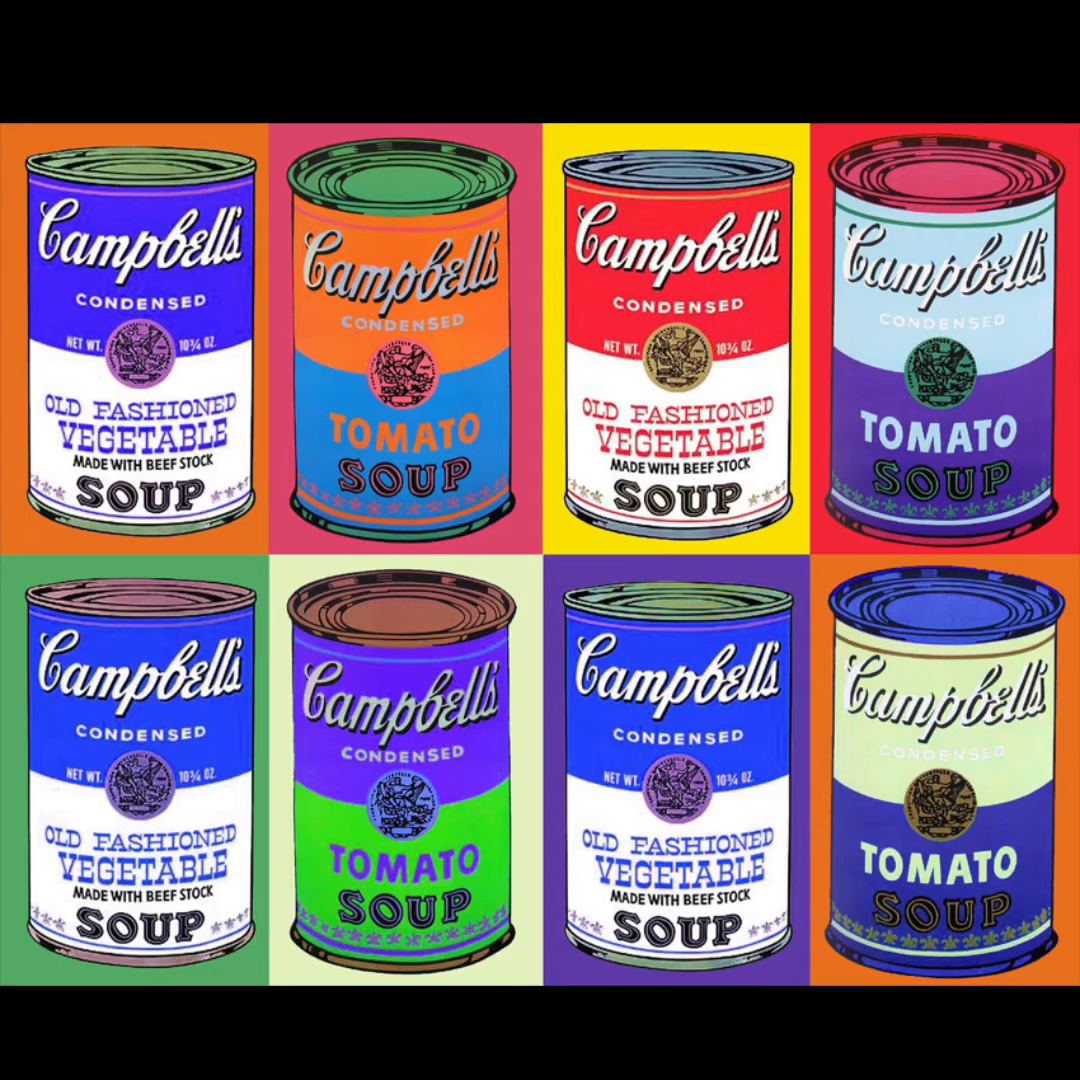 Campbell's
CONDENSED
NET WT. 10¾ OZ.
OLD FASHIONED
VEGETABLE
MADE WITH BEEF STOCK
SOUP
Campbell's
CONDENSED
TOMATO
SOUP
Campbell's
CONDENSED
NET WT. 10¾ OZ.
OLD FASHIONED
VEGETABLE
MADE WITH BEEF STOCK
SOUP
Campbell's
CONDENSED
TOMATO
SOUP
Campbell's
CONDENSED
NET WT. 10¾ OZ.
OLD FASHIONED
VEGETABLE
MADE WITH BEEF STOCK
SOUP
Campbell's
CONDENSED
TOMATO
SOUP
Campbell's
CONDENSED
NET WT. 10¾ OZ.
OLD FASHIONED
VEGETABLE
MADE WITH BEEF STOCK
SOUP
Campbell's
CONDENSED
TOMATO
SOUP